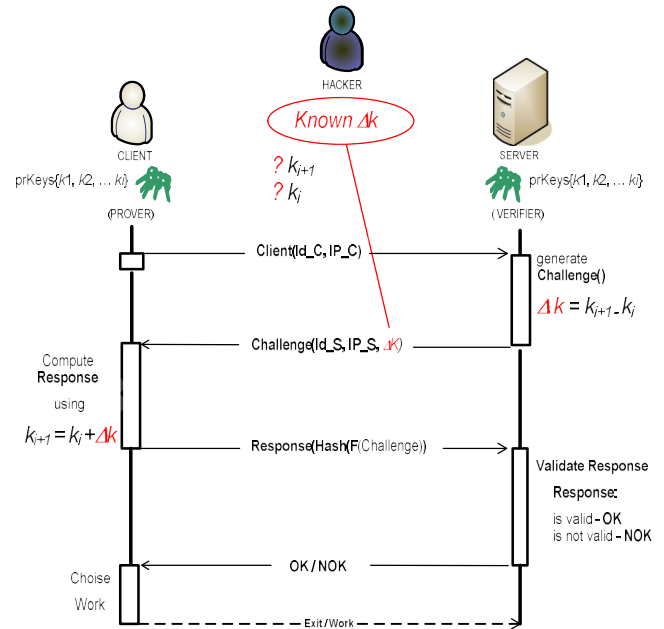 HACKER
Known Δk
CLIENT
SERVER
prKeys{k1, k2, ... ki}
prKeys{k1, k2, ... ki}
? ki+1
? ki
(PROVER)
(VERIFIER)
Client(Id_C, IP_C)
generate
Challenge()
Δk = ki+1 - ki
Challenge(Id_S, IP_S, ΔK)
Compute
Response
using
ki+1 = ki + Δk
Response(Hash(F(Challenge))
Validate Response
Response:
is valid - OK
is not valid - NOK
OK / NOK
Choise
Work
Exit / Work